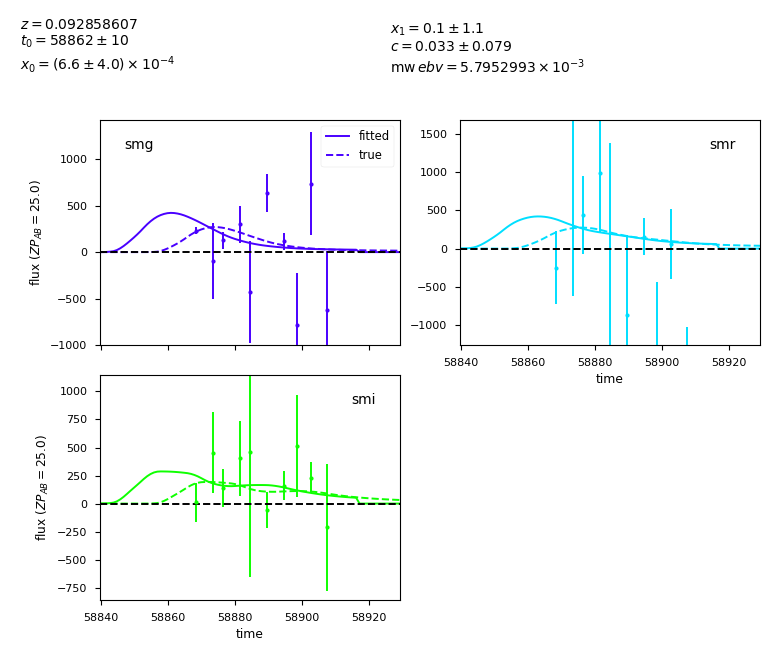 z = 0.092858607
t₀ = 58862 ± 10
x₀ = (6.6 ± 4.0) × 10⁻⁴
x₁ = 0.1 ± 1.1
c = 0.033 ± 0.079
mw ebv = 5.7952993 × 10⁻³
smg
fitted
true
1000
500
0
−500
−1000
flux (ZP_AB = 25.0)
smr
1500
1000
500
0
−500
−1000
58840 58860 58880 58900 58920
time
smi
1000
750
500
250
0
−250
−500
−750
flux (ZP_AB = 25.0)
58840 58860 58880 58900 58920
time